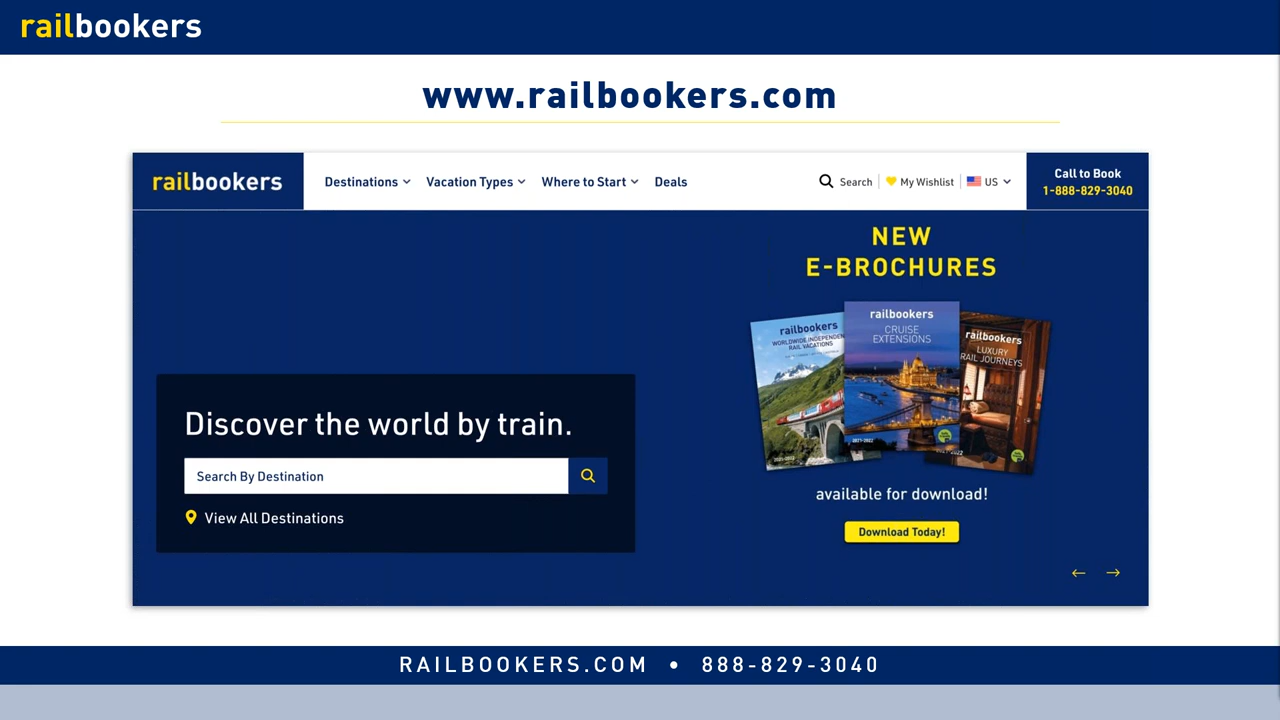 railbookers
www.railbookers.com
railbookers
Destinations
Vacation Types
Where to Start
Deals
Search
My Wishlist
US
Call to Book
1-888-829-3040
NEW
E-BROCHURES
railbookers
WORLDWIDE INDEPENDEN
RAIL VACATIONS
railbookers
CRUISE
EXTENSIONS
2021-2022
railbookers
LUXURY
RAIL JOURNEYS
Discover the world by train.
Search By Destination
View All Destinations
available for download!
Download Today!
RAILBOOKERS.COM • 888-829-3040